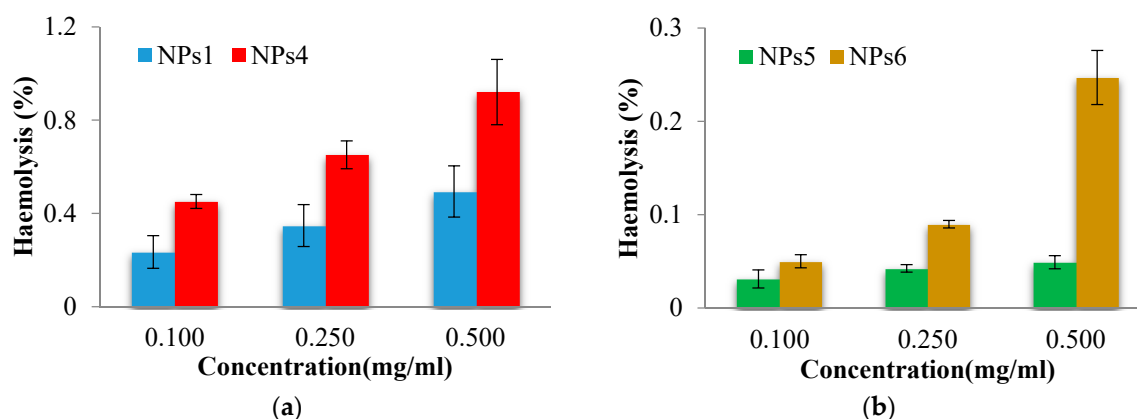 1.2
0.8
0.4
0
Haemolysis (%)
NPs1 NPs4
0.100 0.250 0.500
Concentration(mg/ml)
(a)
0.3
0.2
0.1
0
Haemolysis (%)
NPs5 NPs6
0.100 0.250 0.500
Concentration(mg/ml)
(b)